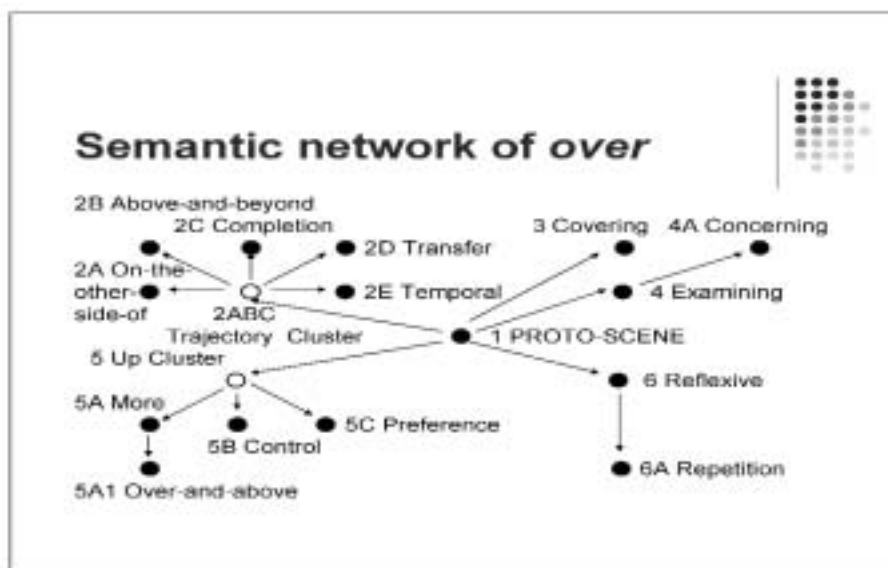 Semantic network of over
2B Above-and-beyond
2C Completion
3 Covering
4A Concerning
2D Transfer
2A On-the-
other-
side-of
2E Temporal
4 Examining
2ABC
Trajectory Cluster
1 PROTO-SCENE
5 Up Cluster
6 Reflexive
5A More
5C Preference
5B Control
6A Repetition
5A1 Over-and-above